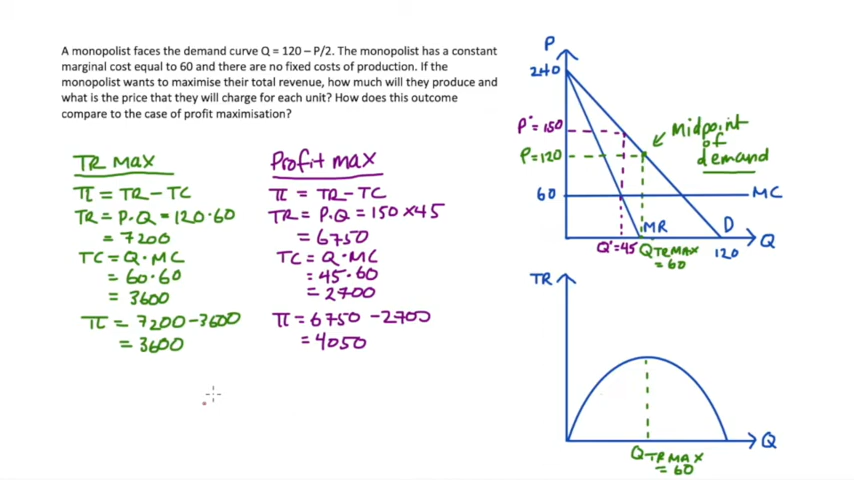 A monopolist faces the demand curve Q = 120 – P/2. The monopolist has a constant
marginal cost equal to 60 and there are no fixed costs of production. If the
monopolist wants to maximise their total revenue, how much will they produce and
what is the price that they will charge for each unit? How does this outcome
compare to the case of profit maximisation?
TR MAX
π = TR - TC
TR = P.Q = 120.60
= 7200
TC = Q.MC
= 60.60
= 3600
π = 7200 - 3600
= 3600
Profit max
π = TR - TC
TR = P.Q = 150 x 45
= 6750
TC = Q.MC
= 45.60
= 2700
π = 6750 - 2700
= 4050
P
240
P* = 150
P = 120
60
Midpoint
of
demand
MC
MR
D
Q
Q* = 45
QTRMAX
= 60
120
TR
Q
QTRMAX
= 60